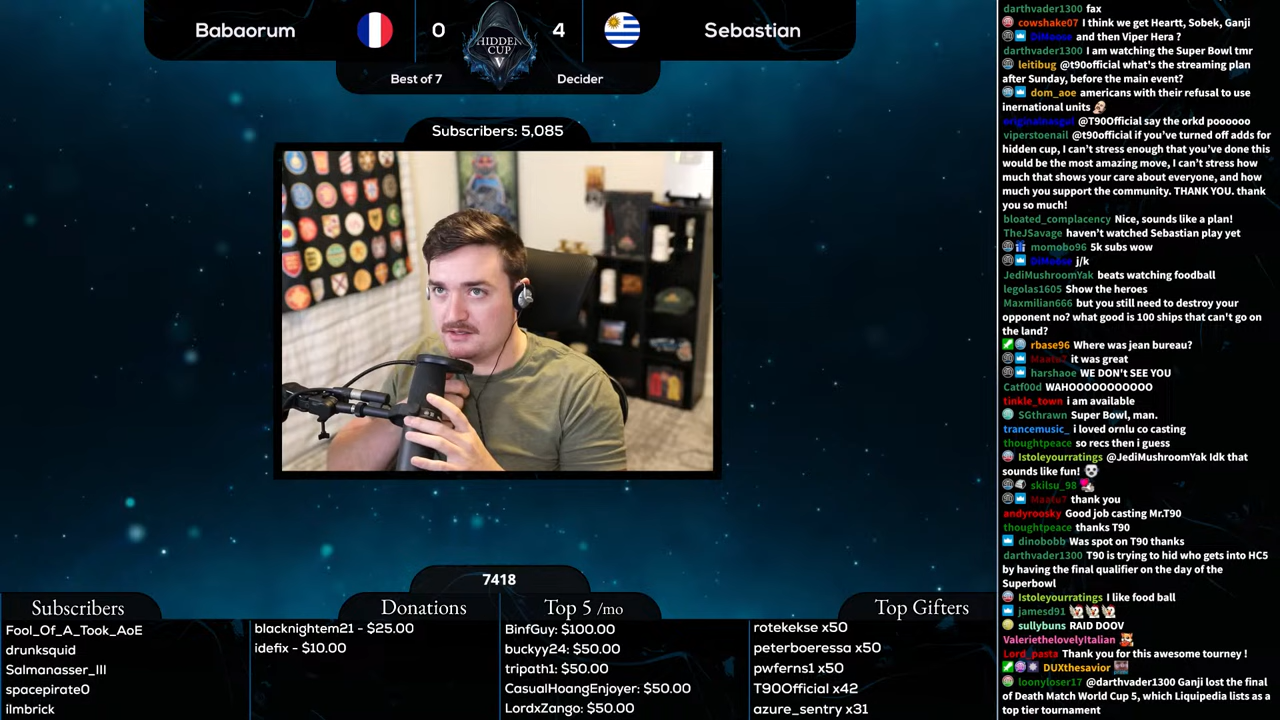 Babaorum
0
HIDDEN
CUP
V
4
Sebastian
Best of 7
Decider
Subscribers: 5,085
7418
Subscribers
Fool_Of_A_Took_AoE
drunksquid
Salmanasser_III
spacepirate0
ilmbrick
Donations
blacknightem21 - $25.00
idefix - $10.00
Top 5 /mo
BinfGuy: $100.00
buckyy24: $50.00
tripath1: $50.00
CasualHoangEnjoyer: $50.00
LordxZango: $50.00
Top Gifters
rotekekse x50
peterboeressa x50
pwferns1 x50
T90Official x42
azure_sentry x31
darthvader1300 fax
cowshake07 I think we get Heartt, Sobek, Ganji
DiMoose and then Viper Hera ?
darthvader1300 I am watching the Super Bowl tmr
leitibug @t90official what's the streaming plan
after Sunday, before the main event?
dom_aoe americans with their refusal to use
inernational units
@T90Official say the orkd poooooo
viperstoenail @t90official if you've turned off adds for
hidden cup, I can't stress enough that you've done this
would be the most amazing move, I can't stress how
much that shows your care about everyone, and how
much you support the community. THANK YOU. thank
you so much!
bloated_complacency Nice, sounds like a plan!
TheJSavage haven't watched Sebastian play yet
momobo96 5k subs wow
DiMoose j/k
JediMushroomYak beats watching foodball
legolas1605 Show the heroes
Maxmilian666 but you still need to destroy your
opponent no? what good is 100 ships that can't go on
the land?
rbase96 Where was jean bureau?
Maafu7 it was great
harshaoe WE DON'T SEE YOU
Catf00d WAHOOOOOOOOOOO
tinkle_town i am available
SGthrawn Super Bowl, man.
trancemusic_ i loved ornlu co casting
thoughtpeace so recs then i guess
Istoleyourratings @JediMushroomYak Idk that
sounds like fun!
skilsu_98
Maafu7 thank you
andyroosky Good job casting Mr.T90
thoughtpeace thanks T90
dinobobb Was spot on T90 thanks
darthvader1300 T90 is trying to hid who gets into HC5
by having the final qualifier on the day of the
Superbowl
Istoleyourratings I like food ball
jamesd91
sullybuns RAID DOOV
ValeriethelovelyItalian
Lord_pasta Thank you for this awesome tourney !
DUXthesavior
loonyloser17 @darthvader1300 Ganji lost the final
of Death Match World Cup 5, which Liquipedia lists as a
top tier tournament